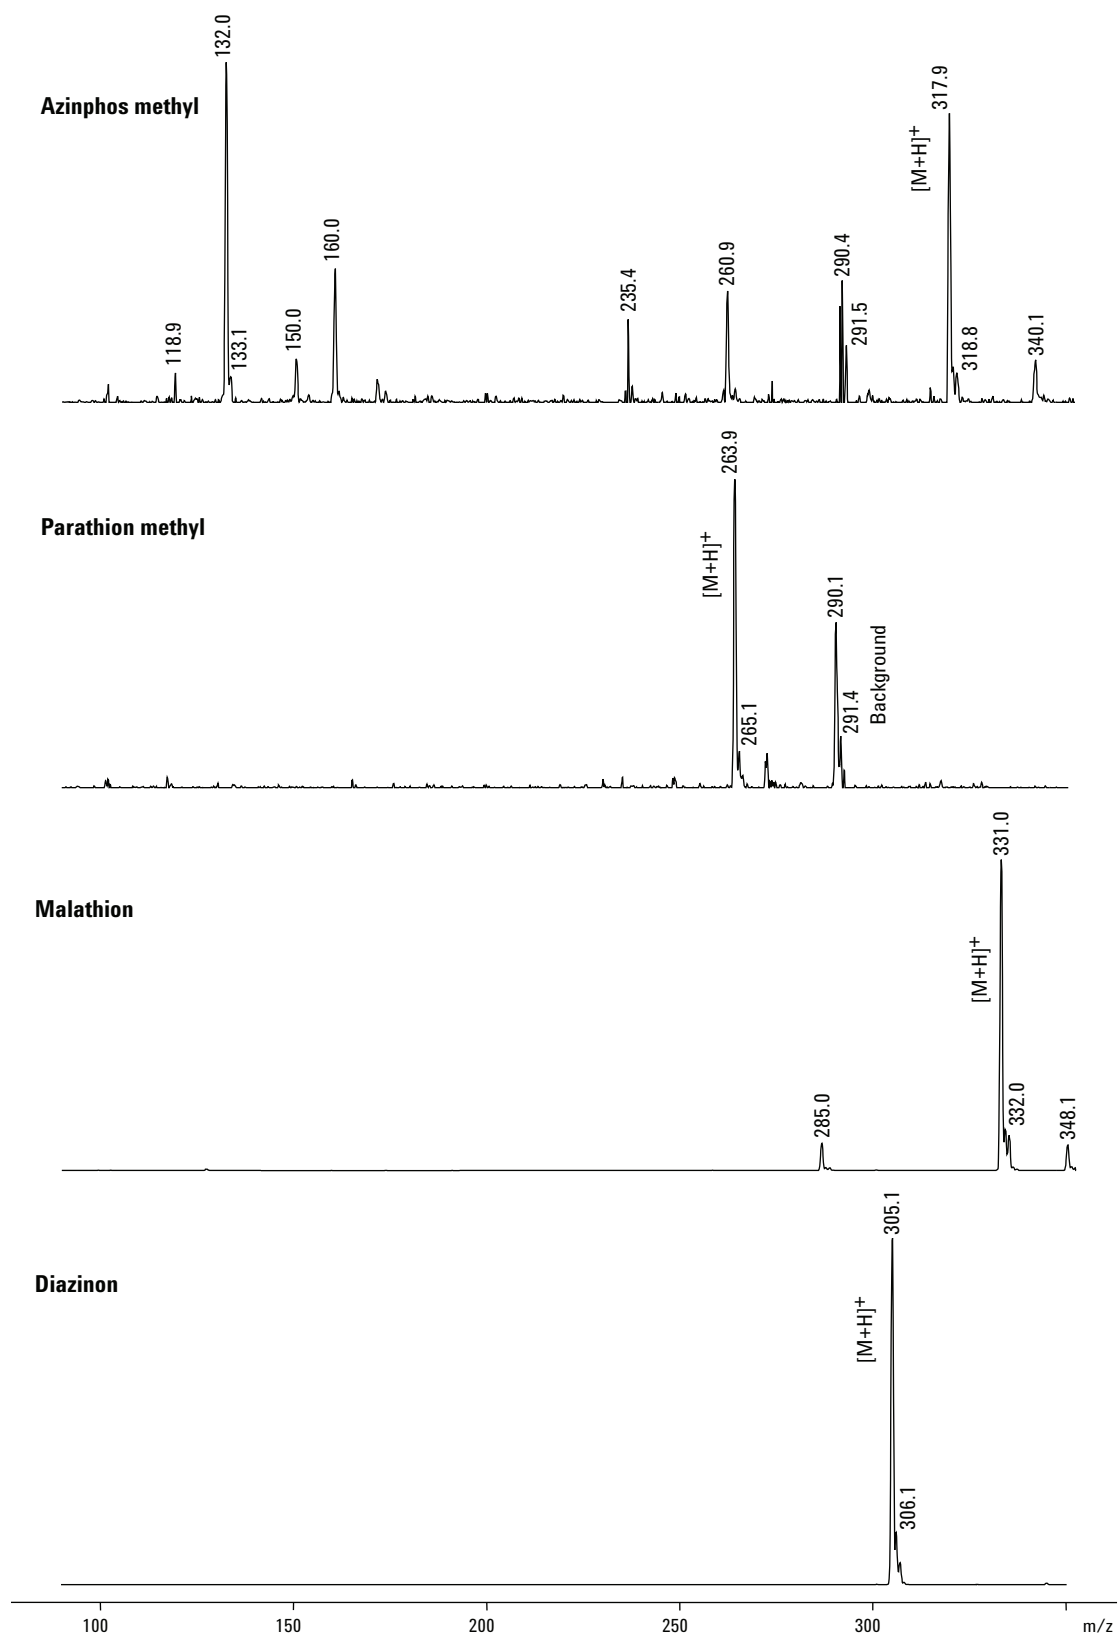 Azinphos methyl
118.9
132.0
133.1
150.0
160.0
235.4
260.9
290.4
291.5
[M+H]+
317.9
318.8
340.1
Parathion methyl
[M+H]+
263.9
265.1
290.1
291.4
Background
Malathion
285.0
[M+H]+
331.0
332.0
348.1
Diazinon
[M+H]+
305.1
306.1
100 150 200 250 300 m/z